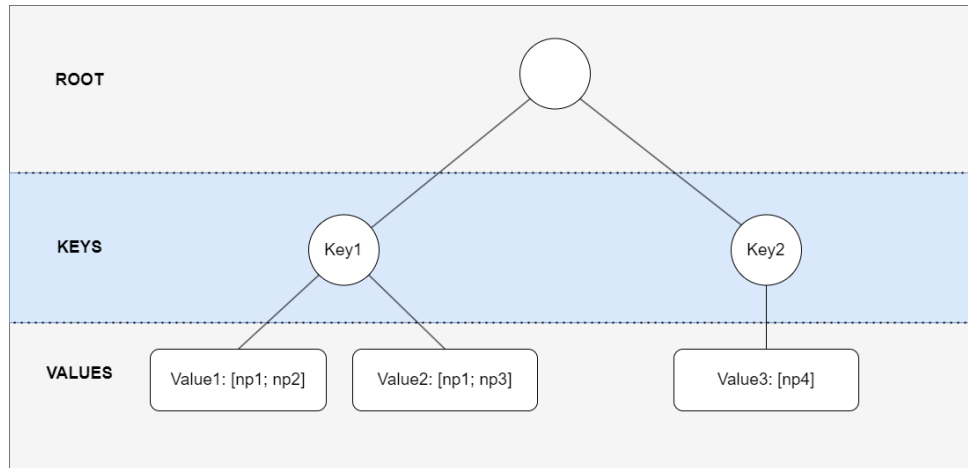 ROOT
KEYS
Key1
Key2
VALUES
Value1: [np1; np2]
Value2: [np1; np3]
Value3: [np4]